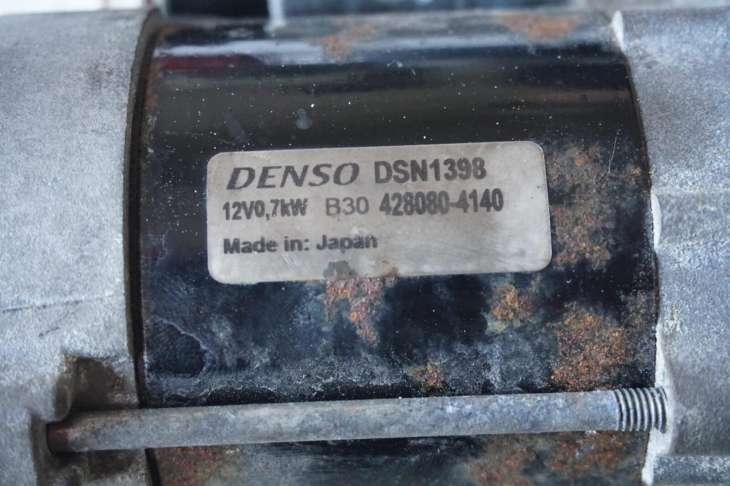 DENSO DSN1398
12V0,7kW B30 428080-4140
Made in: Japan